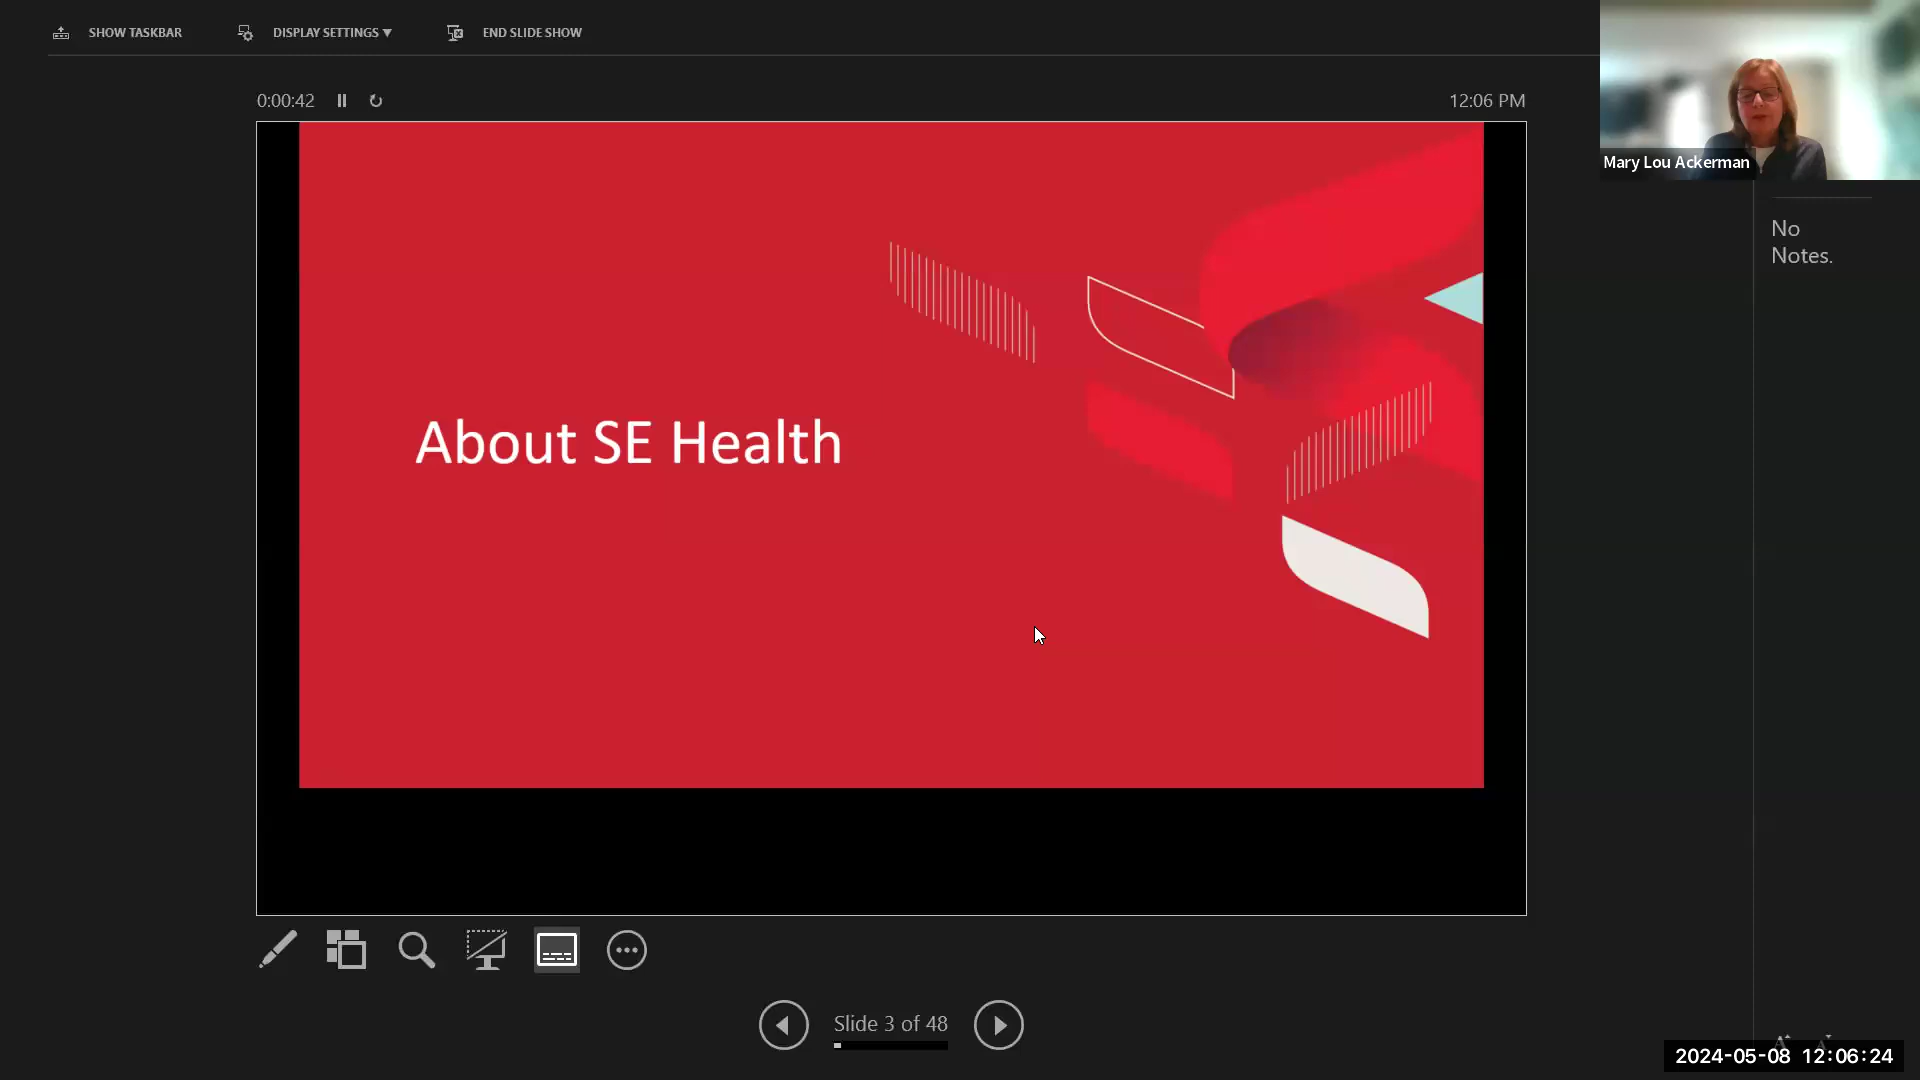 SHOW TASKBAR
DISPLAY SETTINGS ▼
END SLIDE SHOW
0:00:42
12:06 PM
Mary Lou Ackerman
No
Notes.
About SE Health
Slide 3 of 48
2024-05-08 12:06:24